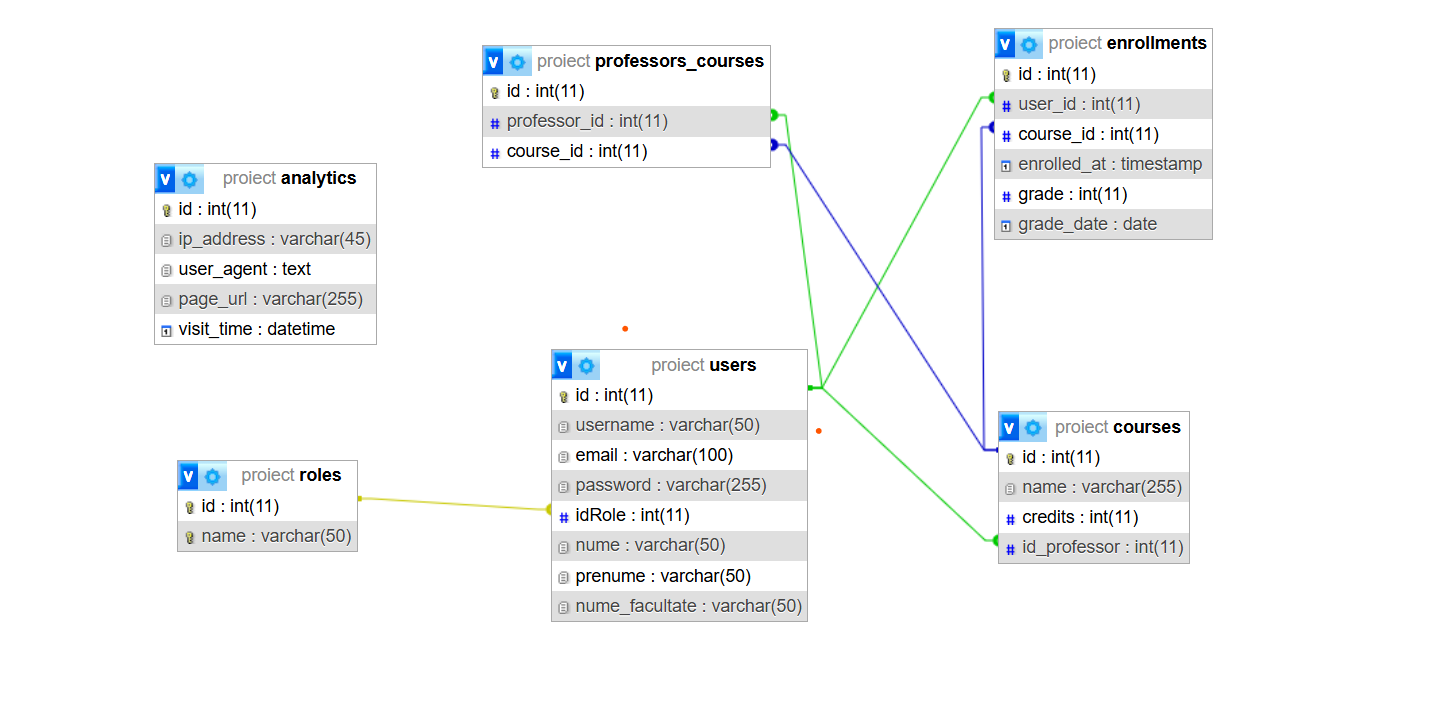 proiect professors_courses
id : int(11)
professor_id : int(11)
course_id : int(11)
proiect enrollments
id : int(11)
user_id : int(11)
course_id : int(11)
enrolled_at : timestamp
grade : int(11)
grade_date : date
proiect analytics
id : int(11)
ip_address : varchar(45)
user_agent : text
page_url : varchar(255)
visit_time : datetime
proiect users
id : int(11)
username : varchar(50)
email : varchar(100)
password : varchar(255)
idRole : int(11)
nume : varchar(50)
prenume : varchar(50)
nume_facultate : varchar(50)
proiect roles
id : int(11)
name : varchar(50)
proiect courses
id : int(11)
name : varchar(255)
credits : int(11)
id_professor : int(11)